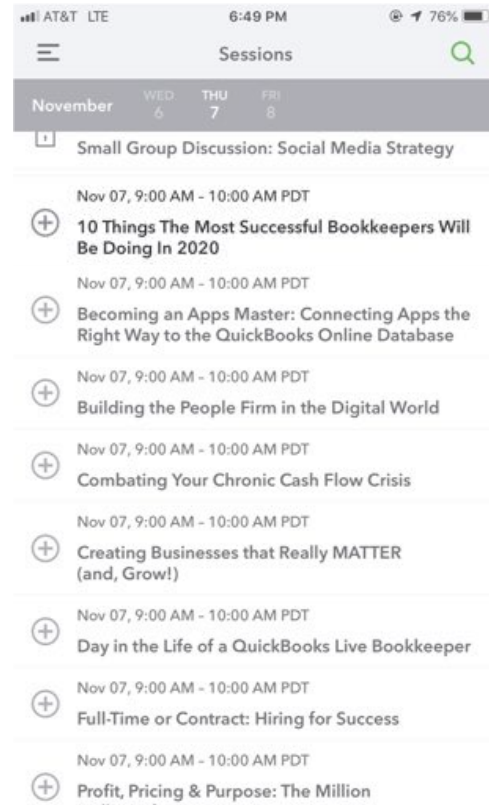 AT&T LTE 6:49 PM 76%
Sessions
November WED 6 THU 7 FRI 8
Small Group Discussion: Social Media Strategy
Nov 07, 9:00 AM – 10:00 AM PDT
10 Things The Most Successful Bookkeepers Will
Be Doing In 2020
Nov 07, 9:00 AM – 10:00 AM PDT
Becoming an Apps Master: Connecting Apps the
Right Way to the QuickBooks Online Database
Nov 07, 9:00 AM – 10:00 AM PDT
Building the People Firm in the Digital World
Nov 07, 9:00 AM – 10:00 AM PDT
Combating Your Chronic Cash Flow Crisis
Nov 07, 9:00 AM – 10:00 AM PDT
Creating Businesses that Really MATTER
(and, Grow!)
Nov 07, 9:00 AM – 10:00 AM PDT
Day in the Life of a QuickBooks Live Bookkeeper
Nov 07, 9:00 AM – 10:00 AM PDT
Full-Time or Contract: Hiring for Success
Nov 07, 9:00 AM – 10:00 AM PDT
Profit, Pricing & Purpose: The Million